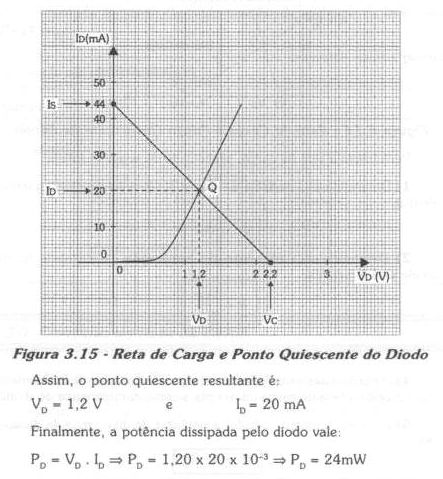 ID(mA)
50
IS 44
40
30
ID 20
Q
10
0
0 1 1,2 2 2,2 3 VD (V)
VD VC
Figura 3.15 - Reta de Carga e Ponto Quiescente do Diodo
Assim, o ponto quiescente resultante é:
VD = 1,2 V e ID = 20 mA
Finalmente, a potência dissipada pelo diodo vale:
PD = VD . ID ⇒ PD = 1,20 x 20 x 10⁻³ ⇒ PD = 24mW